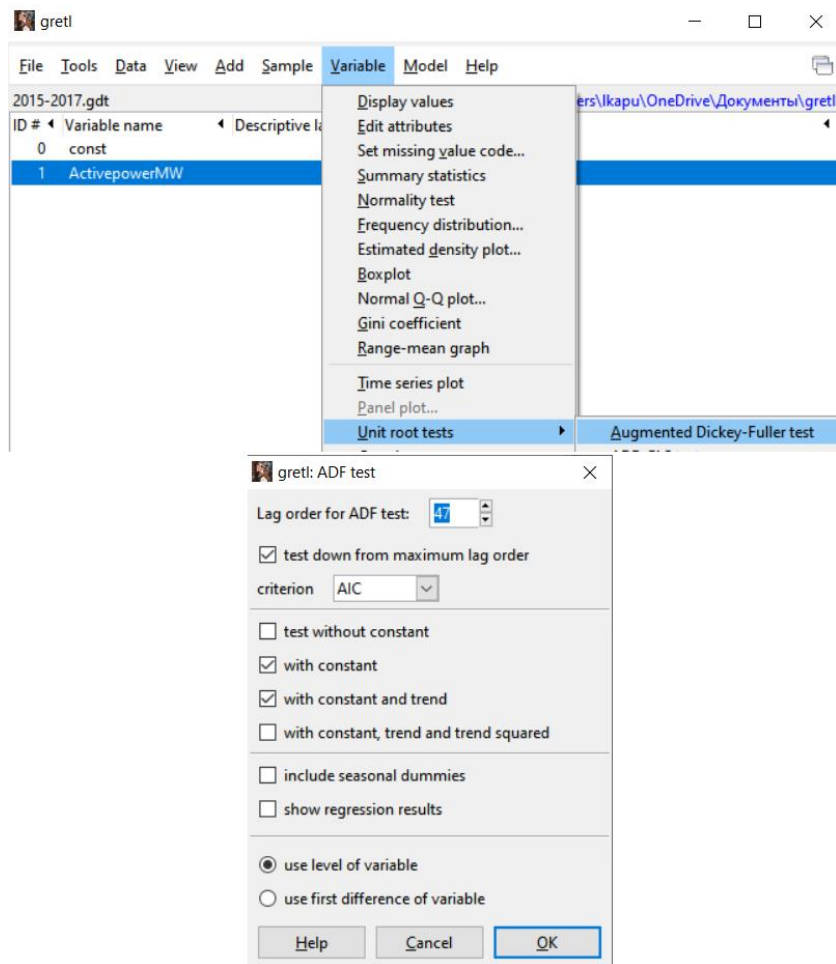 gretl
File Tools Data View Add Sample Variable Model Help
2015-2017.gdt
ers\Ikapu\OneDrive\Документы\gretl
ID # Variable name Descriptive la
0 const
1 ActivepowerMW
Display values
Edit attributes
Set missing value code...
Summary statistics
Normality test
Frequency distribution...
Estimated density plot...
Boxplot
Normal Q-Q plot...
Gini coefficient
Range-mean graph
Time series plot
Panel plot...
Unit root tests
Augmented Dickey-Fuller test
gretl: ADF test
Lag order for ADF test: 47
test down from maximum lag order
criterion AIC
test without constant
with constant
with constant and trend
with constant, trend and trend squared
include seasonal dummies
show regression results
use level of variable
use first difference of variable
Help Cancel OK